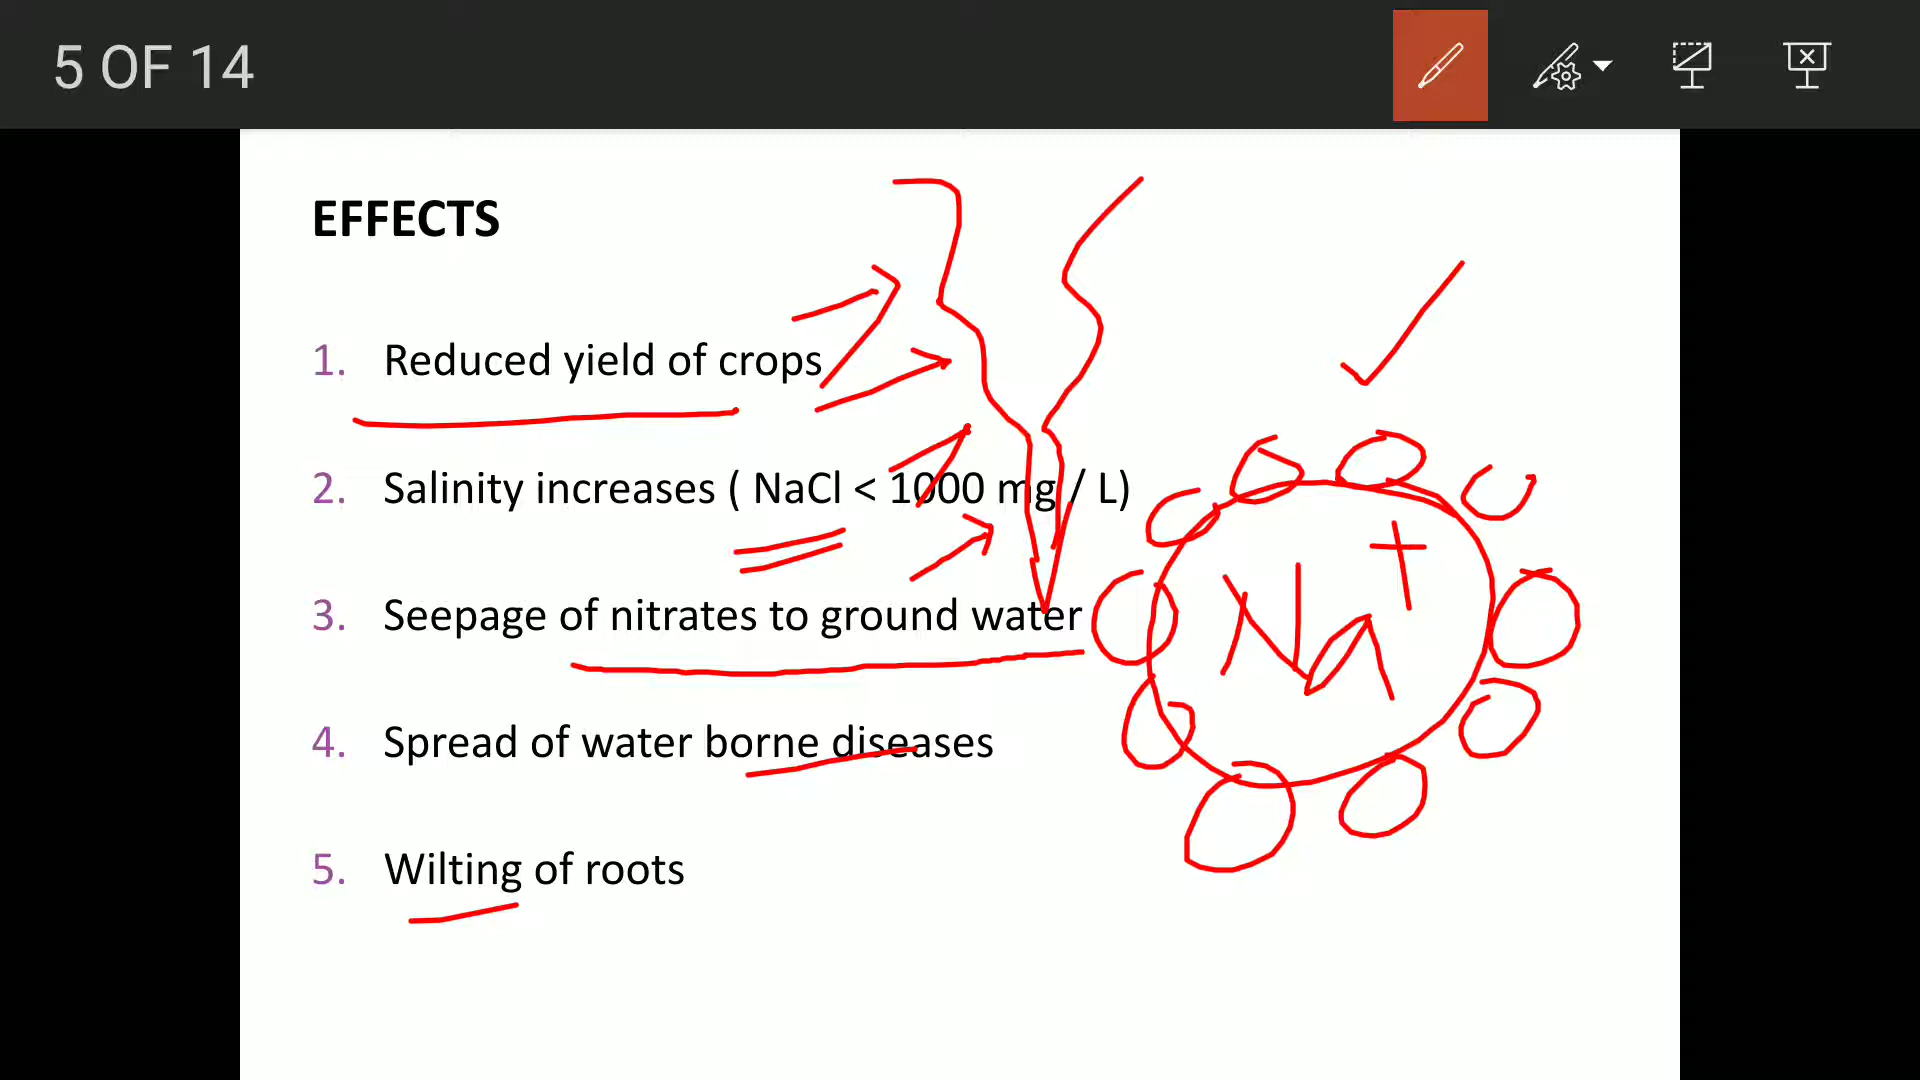 5 OF 14
EFFECTS
1. Reduced yield of crops
2. Salinity increases ( NaCl < 1000 mg / L)
3. Seepage of nitrates to ground water
4. Spread of water borne diseases
5. Wilting of roots
Na+